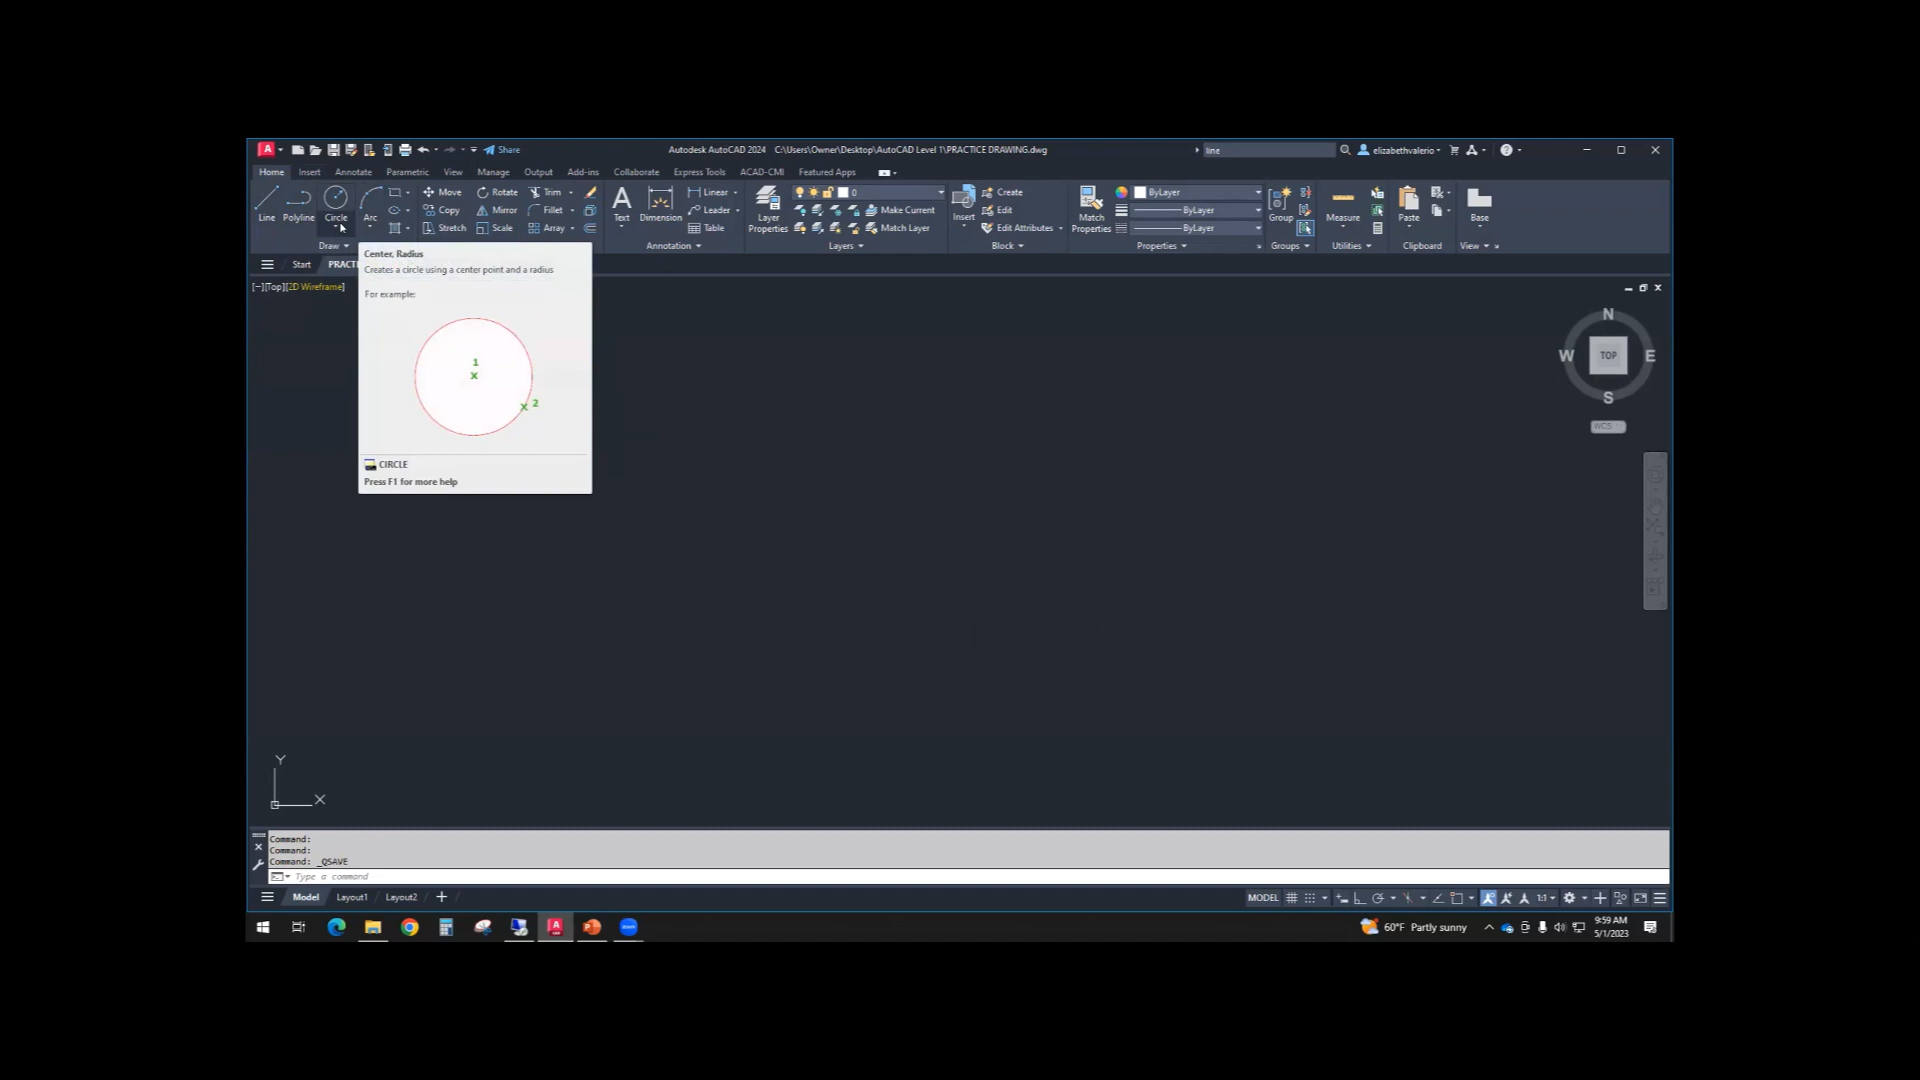 Share
Autodesk AutoCAD 2024 C:\Users\Owner\Desktop\AutoCAD Level 1\PRACTICE DRAWING.dwg
line
elizabethvalerio
Home Insert Annotate Parametric View Manage Output Add-ins Collaborate Express Tools ACAD-CMI Featured Apps
Line Polyline Circle Arc
Move Rotate Trim
Copy Mirror Fillet
Stretch Scale Array
Text Dimension
Linear
Leader
Table
Layer Properties
0
Make Current
Match Layer
Insert
Create
Edit
Edit Attributes
Match Properties
ByLayer
ByLayer
ByLayer
Group
Measure
Paste
Base
Draw Annotation Layers Block Properties Groups Utilities Clipboard View
Start PRACTI
[−][Top][2D Wireframe]
Center, Radius
Creates a circle using a center point and a radius
For example:
1
x
x 2
CIRCLE
Press F1 for more help
N
W TOP E
S
WCS
Y
X
Command:
Command:
Command: _QSAVE
Type a command
Model Layout1 Layout2
MODEL
1:1
60°F Partly sunny
9:59 AM
5/1/2023